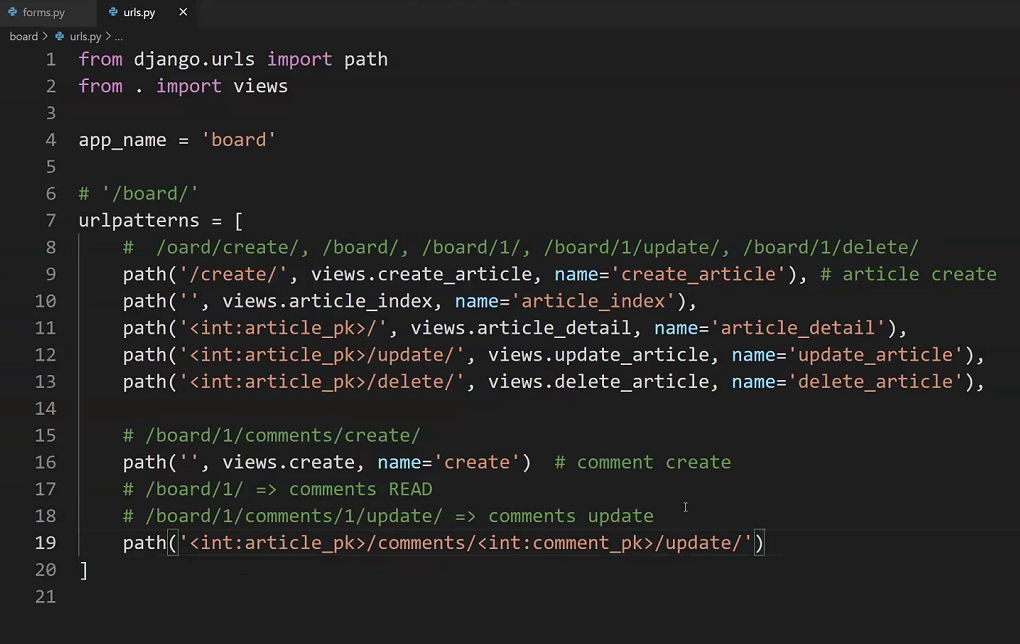 forms.py
urls.py ×
board > urls.py > ...
1 from django.urls import path
2 from . import views
3
4 app_name = 'board'
5
6 # '/board/'
7 urlpatterns = [
8     #  /oard/create/, /board/, /board/1/, /board/1/update/, /board/1/delete/
9     path('/create/', views.create_article, name='create_article'), # article create
10     path('', views.article_index, name='article_index'),
11     path('<int:article_pk>/', views.article_detail, name='article_detail'),
12     path('<int:article_pk>/update/', views.update_article, name='update_article'),
13     path('<int:article_pk>/delete/', views.delete_article, name='delete_article'),
14
15     # /board/1/comments/create/
16     path('', views.create, name='create')  # comment create
17     # /board/1/ => comments READ
18     # /board/1/comments/1/update/ => comments update
19     path('<int:article_pk>/comments/<int:comment_pk>/update/')
20 ]
21